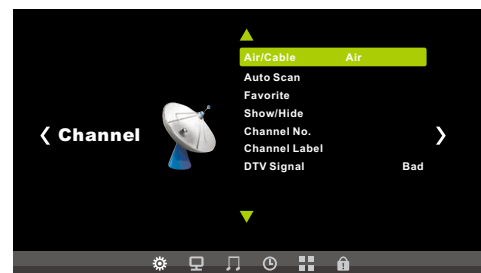 Air/Cable Air
Auto Scan
Favorite
Show/Hide
Channel
Channel No.
Channel Label
DTV Signal Bad